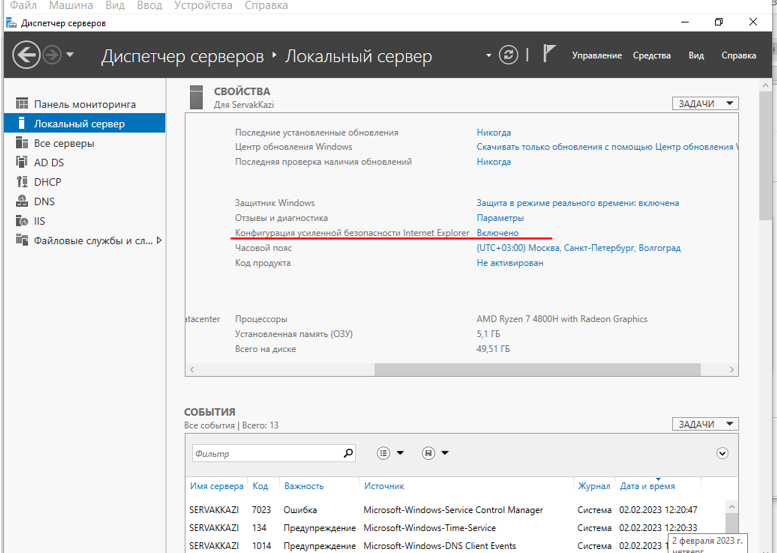 Файл Машина Вид Ввод Устройства Справка
Диспетчер серверов
Диспетчер серверов Локальный сервер
Управление Средства Вид Справка
Панель мониторинга
Локальный сервер
Все серверы
AD DS
DHCP
DNS
IIS
Файловые службы и сл...
СВОЙСТВА
Для ServakKazi
ЗАДАЧИ
Последние установленные обновления Никогда
Центр обновления Windows Скачивать только обновления с помощью Центр обновления
Последняя проверка наличия обновлений Никогда
Защитник Windows Защита в режиме реального времени: включена
Отзывы и диагностика Параметры
Конфигурация усиленной безопасности Internet Explorer Включено
Часовой пояс (UTC+03:00) Москва, Санкт-Петербург, Волгоград
Код продукта Не активирован
atacenter Процессоры AMD Ryzen 7 4800H with Radeon Graphics
Установленная память (ОЗУ) 5,1 ГБ
Всего на диске 49,51 ГБ
СОБЫТИЯ
Все события | Всего: 13
ЗАДАЧИ
Фильтр
Имя сервера Код Важность Источник Журнал Дата и время
SERVAKKAZI 7023 Ошибка Microsoft-Windows-Service Control Manager Система 02.02.2023 12:20:47
SERVAKKAZI 134 Предупреждение Microsoft-Windows-Time-Service Система 02.02.2023 12:20:33
SERVAKKAZI 1014 Предупреждение Microsoft-Windows-DNS Client Events Система 02.02.2023 12:
2 февраля 2023 г.
четверг